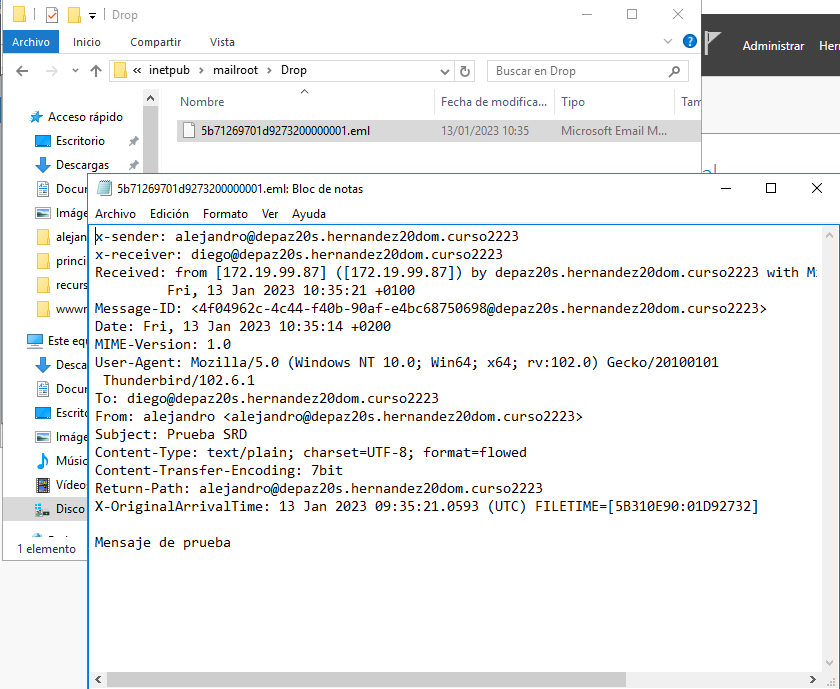 Drop
Archivo Inicio Compartir Vista
Administrar Her
« inetpub > mailroot > Drop
Buscar en Drop
Nombre Fecha de modifica... Tipo Tam
5b71269701d9273200000001.eml 13/01/2023 10:35 Microsoft Email M...
Acceso rápido
Escritorio
Descargas
Docur
Imáge
alejan
princi
recurs
wwwr
Este equ
Desca
Docur
Escrito
Imáge
Músic
Vídeo
Disco
1 elemento
5b71269701d9273200000001.eml: Bloc de notas
Archivo Edición Formato Ver Ayuda
x-sender: alejandro@depaz20s.hernandez20dom.curso2223
x-receiver: diego@depaz20s.hernandez20dom.curso2223
Received: from [172.19.99.87] ([172.19.99.87]) by depaz20s.hernandez20dom.curso2223 with Mi
Fri, 13 Jan 2023 10:35:21 +0100
Message-ID: <4f04962c-4c44-f40b-90af-e4bc68750698@depaz20s.hernandez20dom.curso2223>
Date: Fri, 13 Jan 2023 10:35:14 +0200
MIME-Version: 1.0
User-Agent: Mozilla/5.0 (Windows NT 10.0; Win64; x64; rv:102.0) Gecko/20100101
Thunderbird/102.6.1
To: diego@depaz20s.hernandez20dom.curso2223
From: alejandro <alejandro@depaz20s.hernandez20dom.curso2223>
Subject: Prueba SRD
Content-Type: text/plain; charset=UTF-8; format=flowed
Content-Transfer-Encoding: 7bit
Return-Path: alejandro@depaz20s.hernandez20dom.curso2223
X-OriginalArrivalTime: 13 Jan 2023 09:35:21.0593 (UTC) FILETIME=[5B310E90:01D92732]
Mensaje de prueba